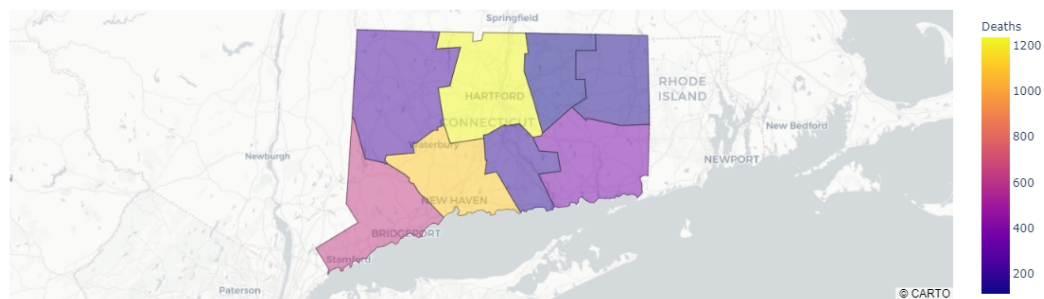 Springfield
Deaths
1200
RHODE
ISLAND
HARTFORD
1000
CONNECTICUT
New Bedford
800
Waterbury
Newburgh
NEWPORT
600
NEW HAVEN
400
BRIDGEPORT
Stamford
200
Paterson
© CARTO